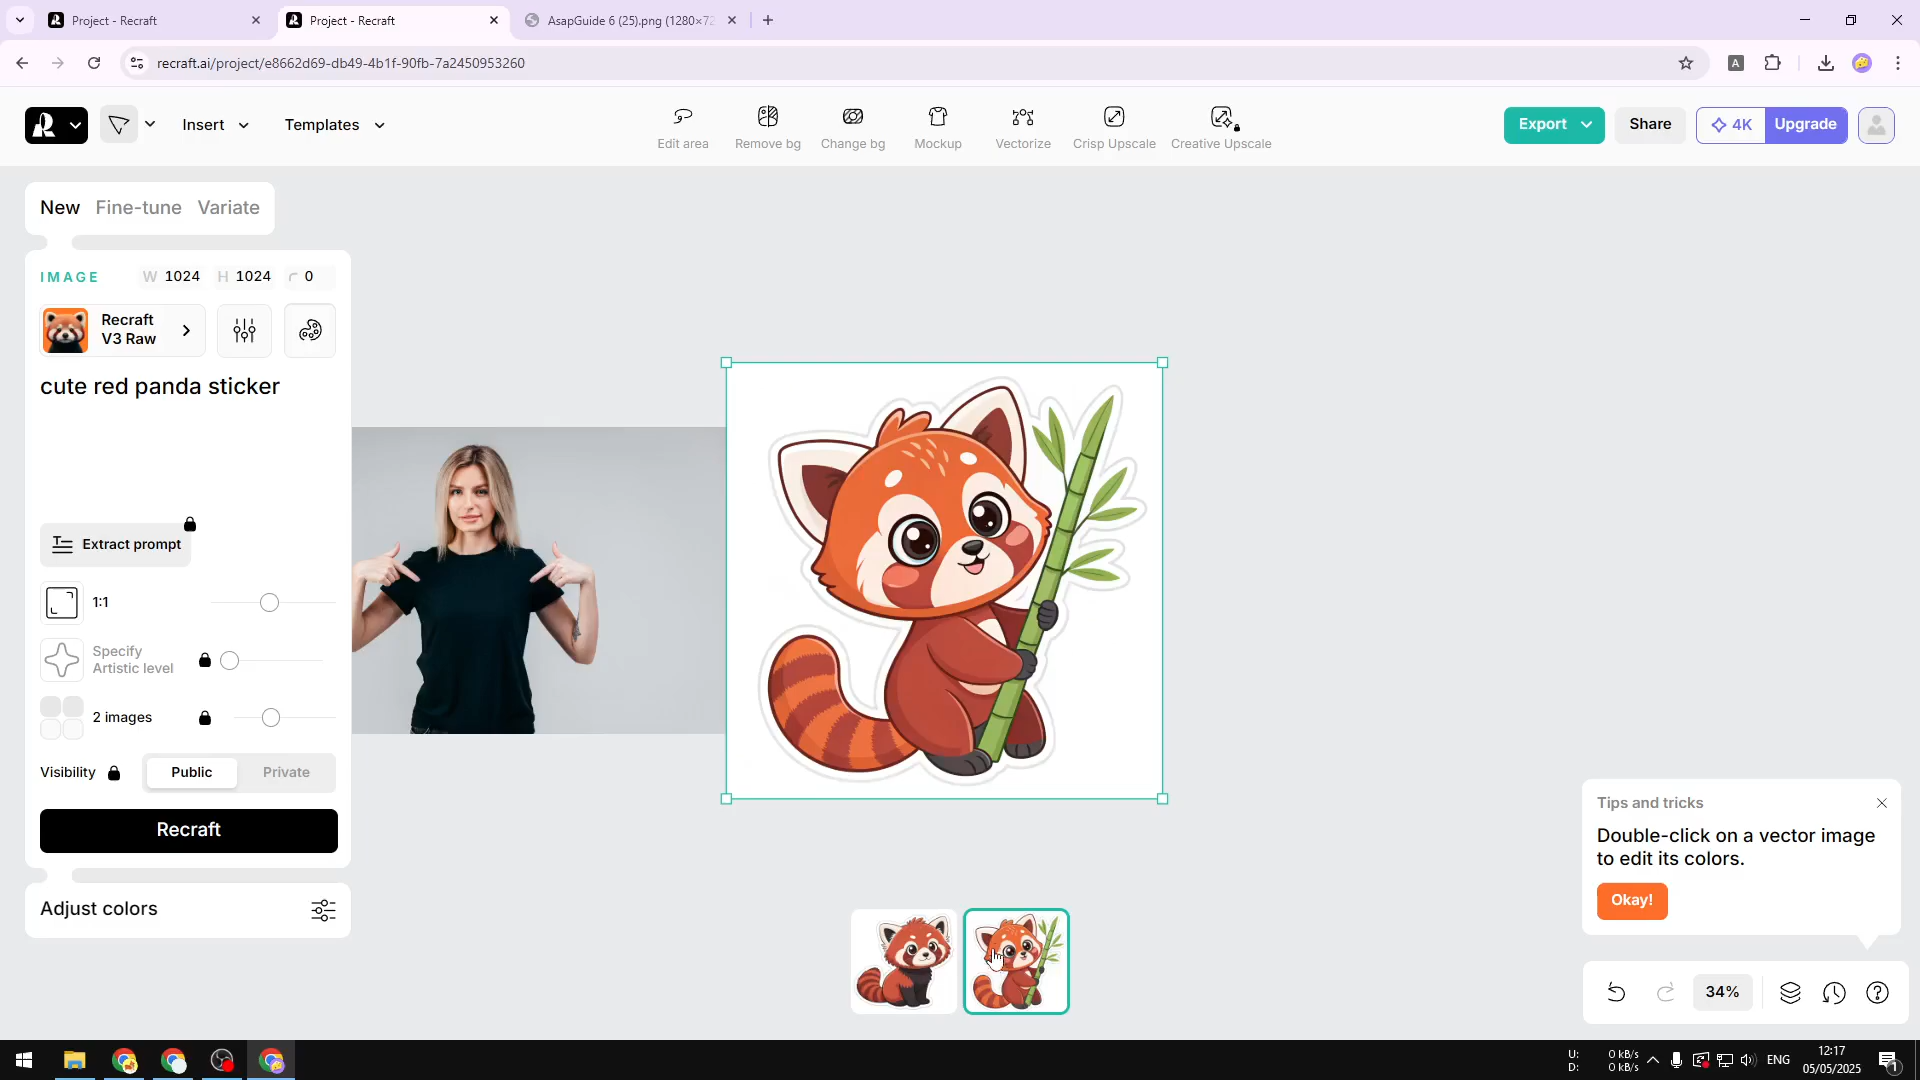 Project - Recraft
Project - Recraft
AsapGuide 6 (25).png (1280×72
recraft.ai/project/e8662d69-db49-4b1f-90fb-7a2450953260
A
Insert
Templates
Edit area
Remove bg
Change bg
Mockup
Vectorize
Crisp Upscale
Creative Upscale
Export
Share
4K
Upgrade
New
Fine-tune
Variate
IMAGE
W 1024
H 1024
0
Recraft
V3 Raw
cute red panda sticker
Extract prompt
1:1
Specify
Artistic level
2 images
Visibility
Public
Private
Recraft
Adjust colors
Tips and tricks
Double-click on a vector image
to edit its colors.
Okay!
34%
U: 0 kB/s
D: 0 kB/s
ENG
12:17
05/05/2025
1